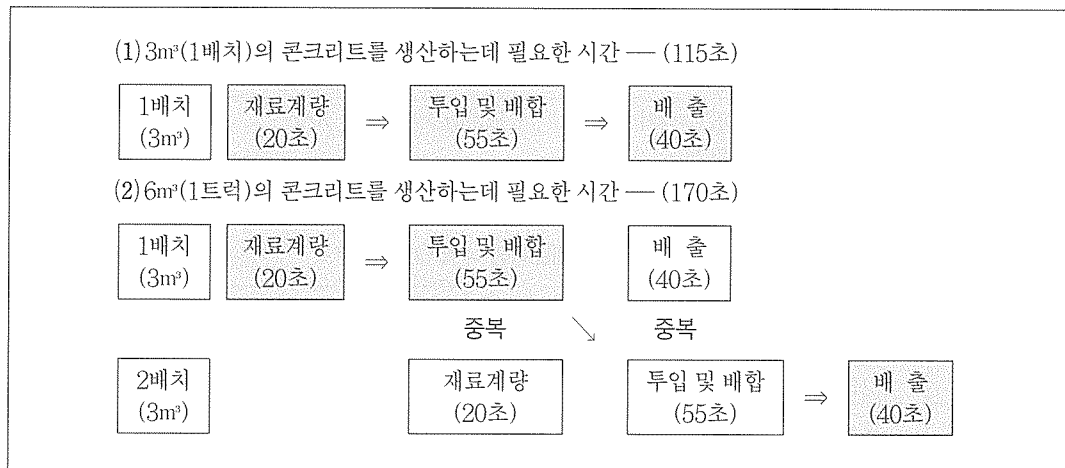 (1) 3㎥(1배치)의 콘크리트를 생산하는데 필요한 시간 ― (115초)
1배치 재료계량 ⇒ 투입 및 배합 ⇒ 배 출
(3㎥) (20초) (55초) (40초)
(2) 6㎥(1트럭)의 콘크리트를 생산하는데 필요한 시간 ― (170초)
1배치 재료계량 ⇒ 투입 및 배합 배 출
(3㎥) (20초) (55초) (40초)
중복 ↘ 중복
2배치 재료계량 투입 및 배합 ⇒ 배 출
(3㎥) (20초) (55초) (40초)